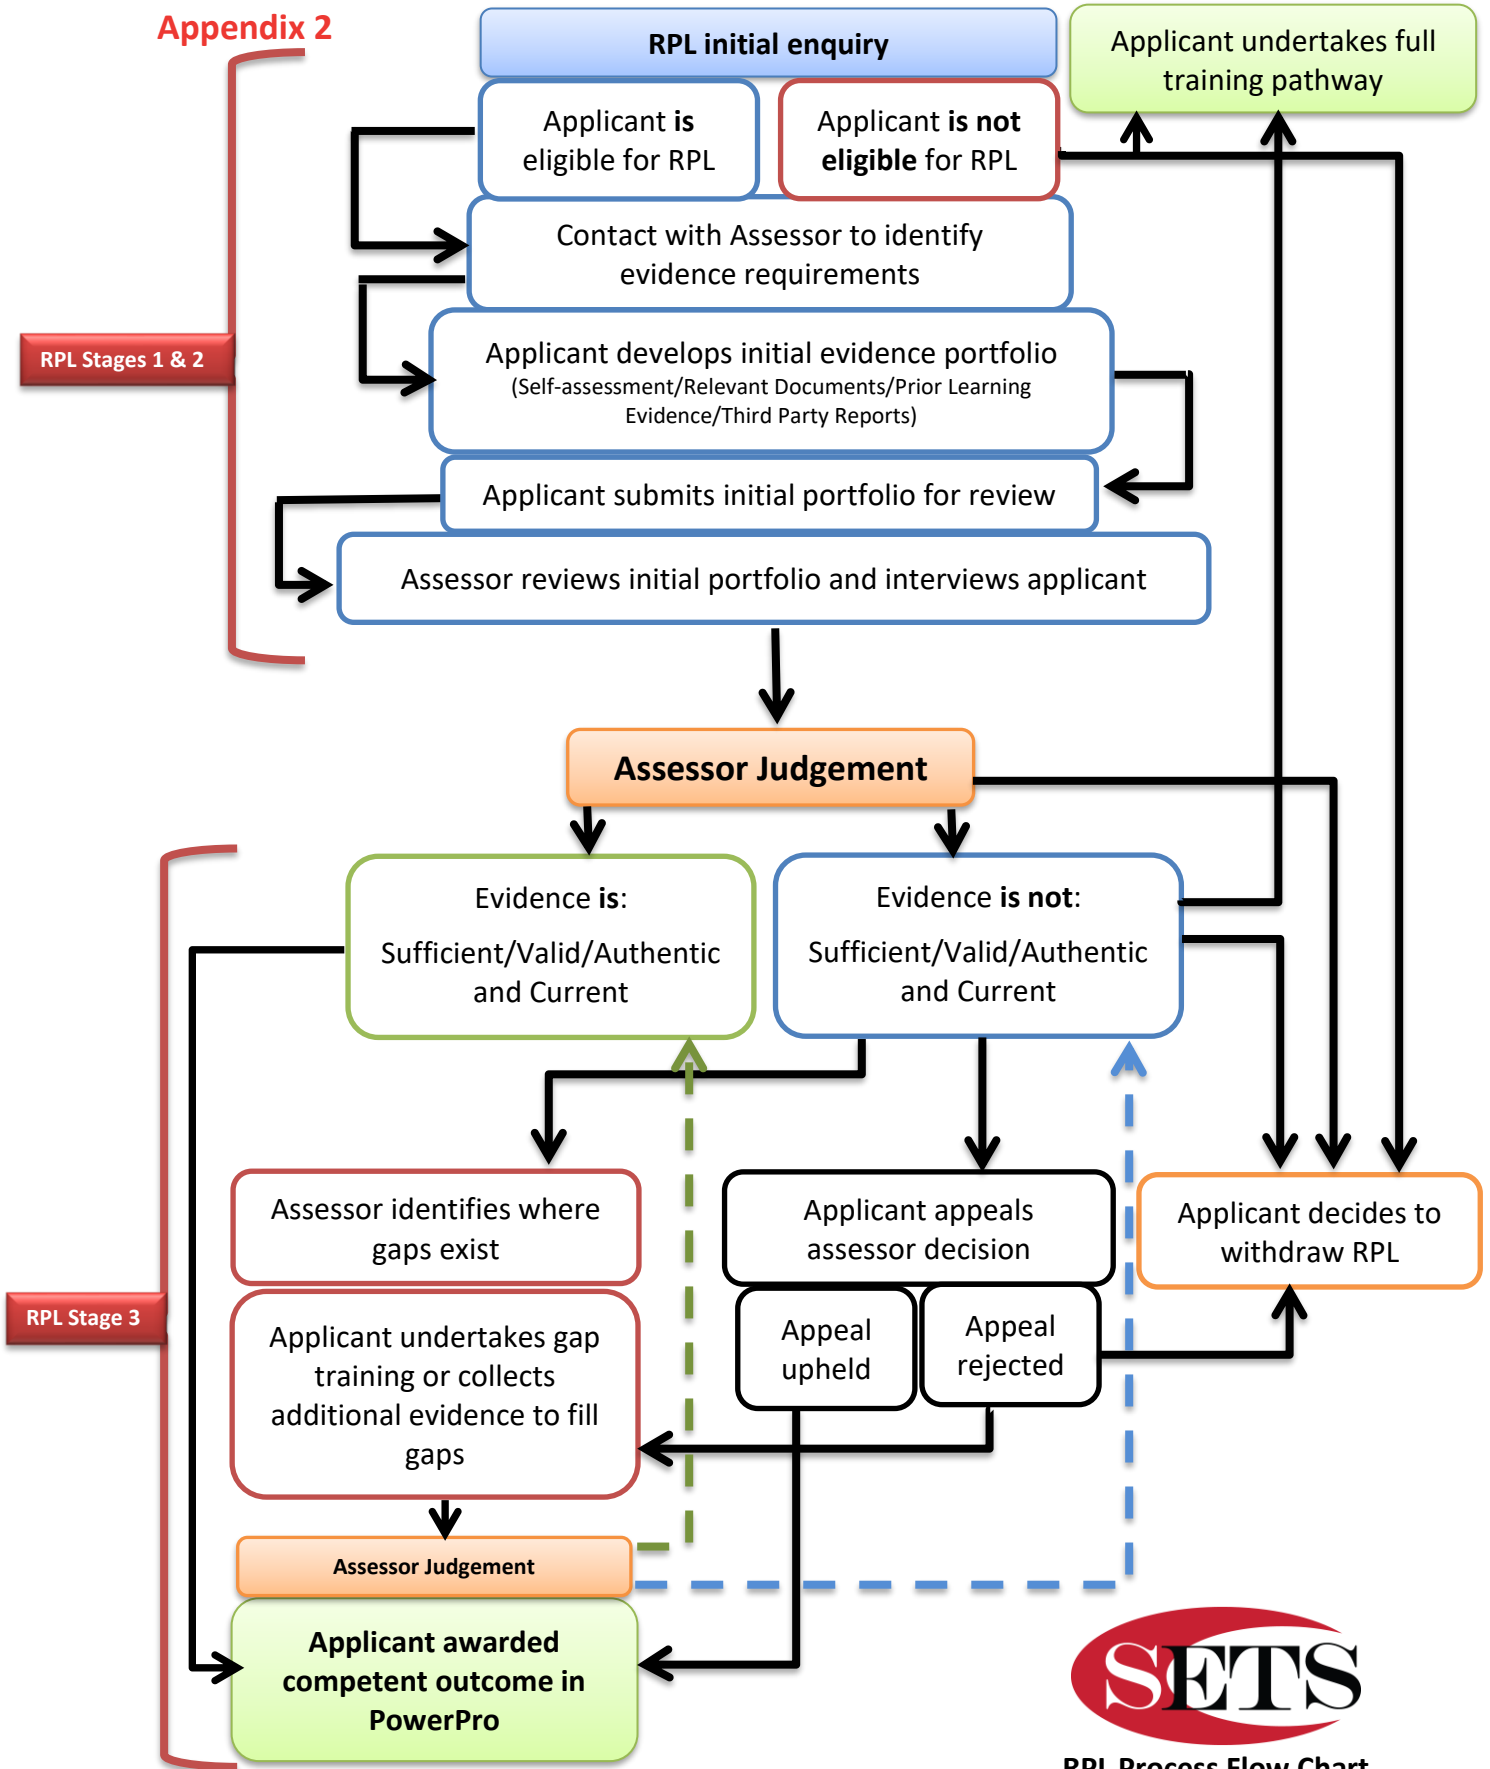 Appendix 2
RPL initial enquiry
Applicant undertakes full
training pathway
Applicant is
eligible for RPL
Applicant is not
eligible for RPL
Contact with Assessor to identify
evidence requirements
RPL Stages 1 & 2
Applicant develops initial evidence portfolio
(Self-assessment/Relevant Documents/Prior Learning
Evidence/Third Party Reports)
Applicant submits initial portfolio for review
Assessor reviews initial portfolio and interviews applicant
Assessor Judgement
Evidence is:
Sufficient/Valid/Authentic
and Current
Evidence is not:
Sufficient/Valid/Authentic
and Current
Assessor identifies where
gaps exist
Applicant appeals
assessor decision
Applicant decides to
withdraw RPL
RPL Stage 3
Applicant undertakes gap
training or collects
additional evidence to fill
gaps
Appeal
upheld
Appeal
rejected
Assessor Judgement
Applicant awarded
competent outcome in
PowerPro
SETS
RPL Process Flow Chart